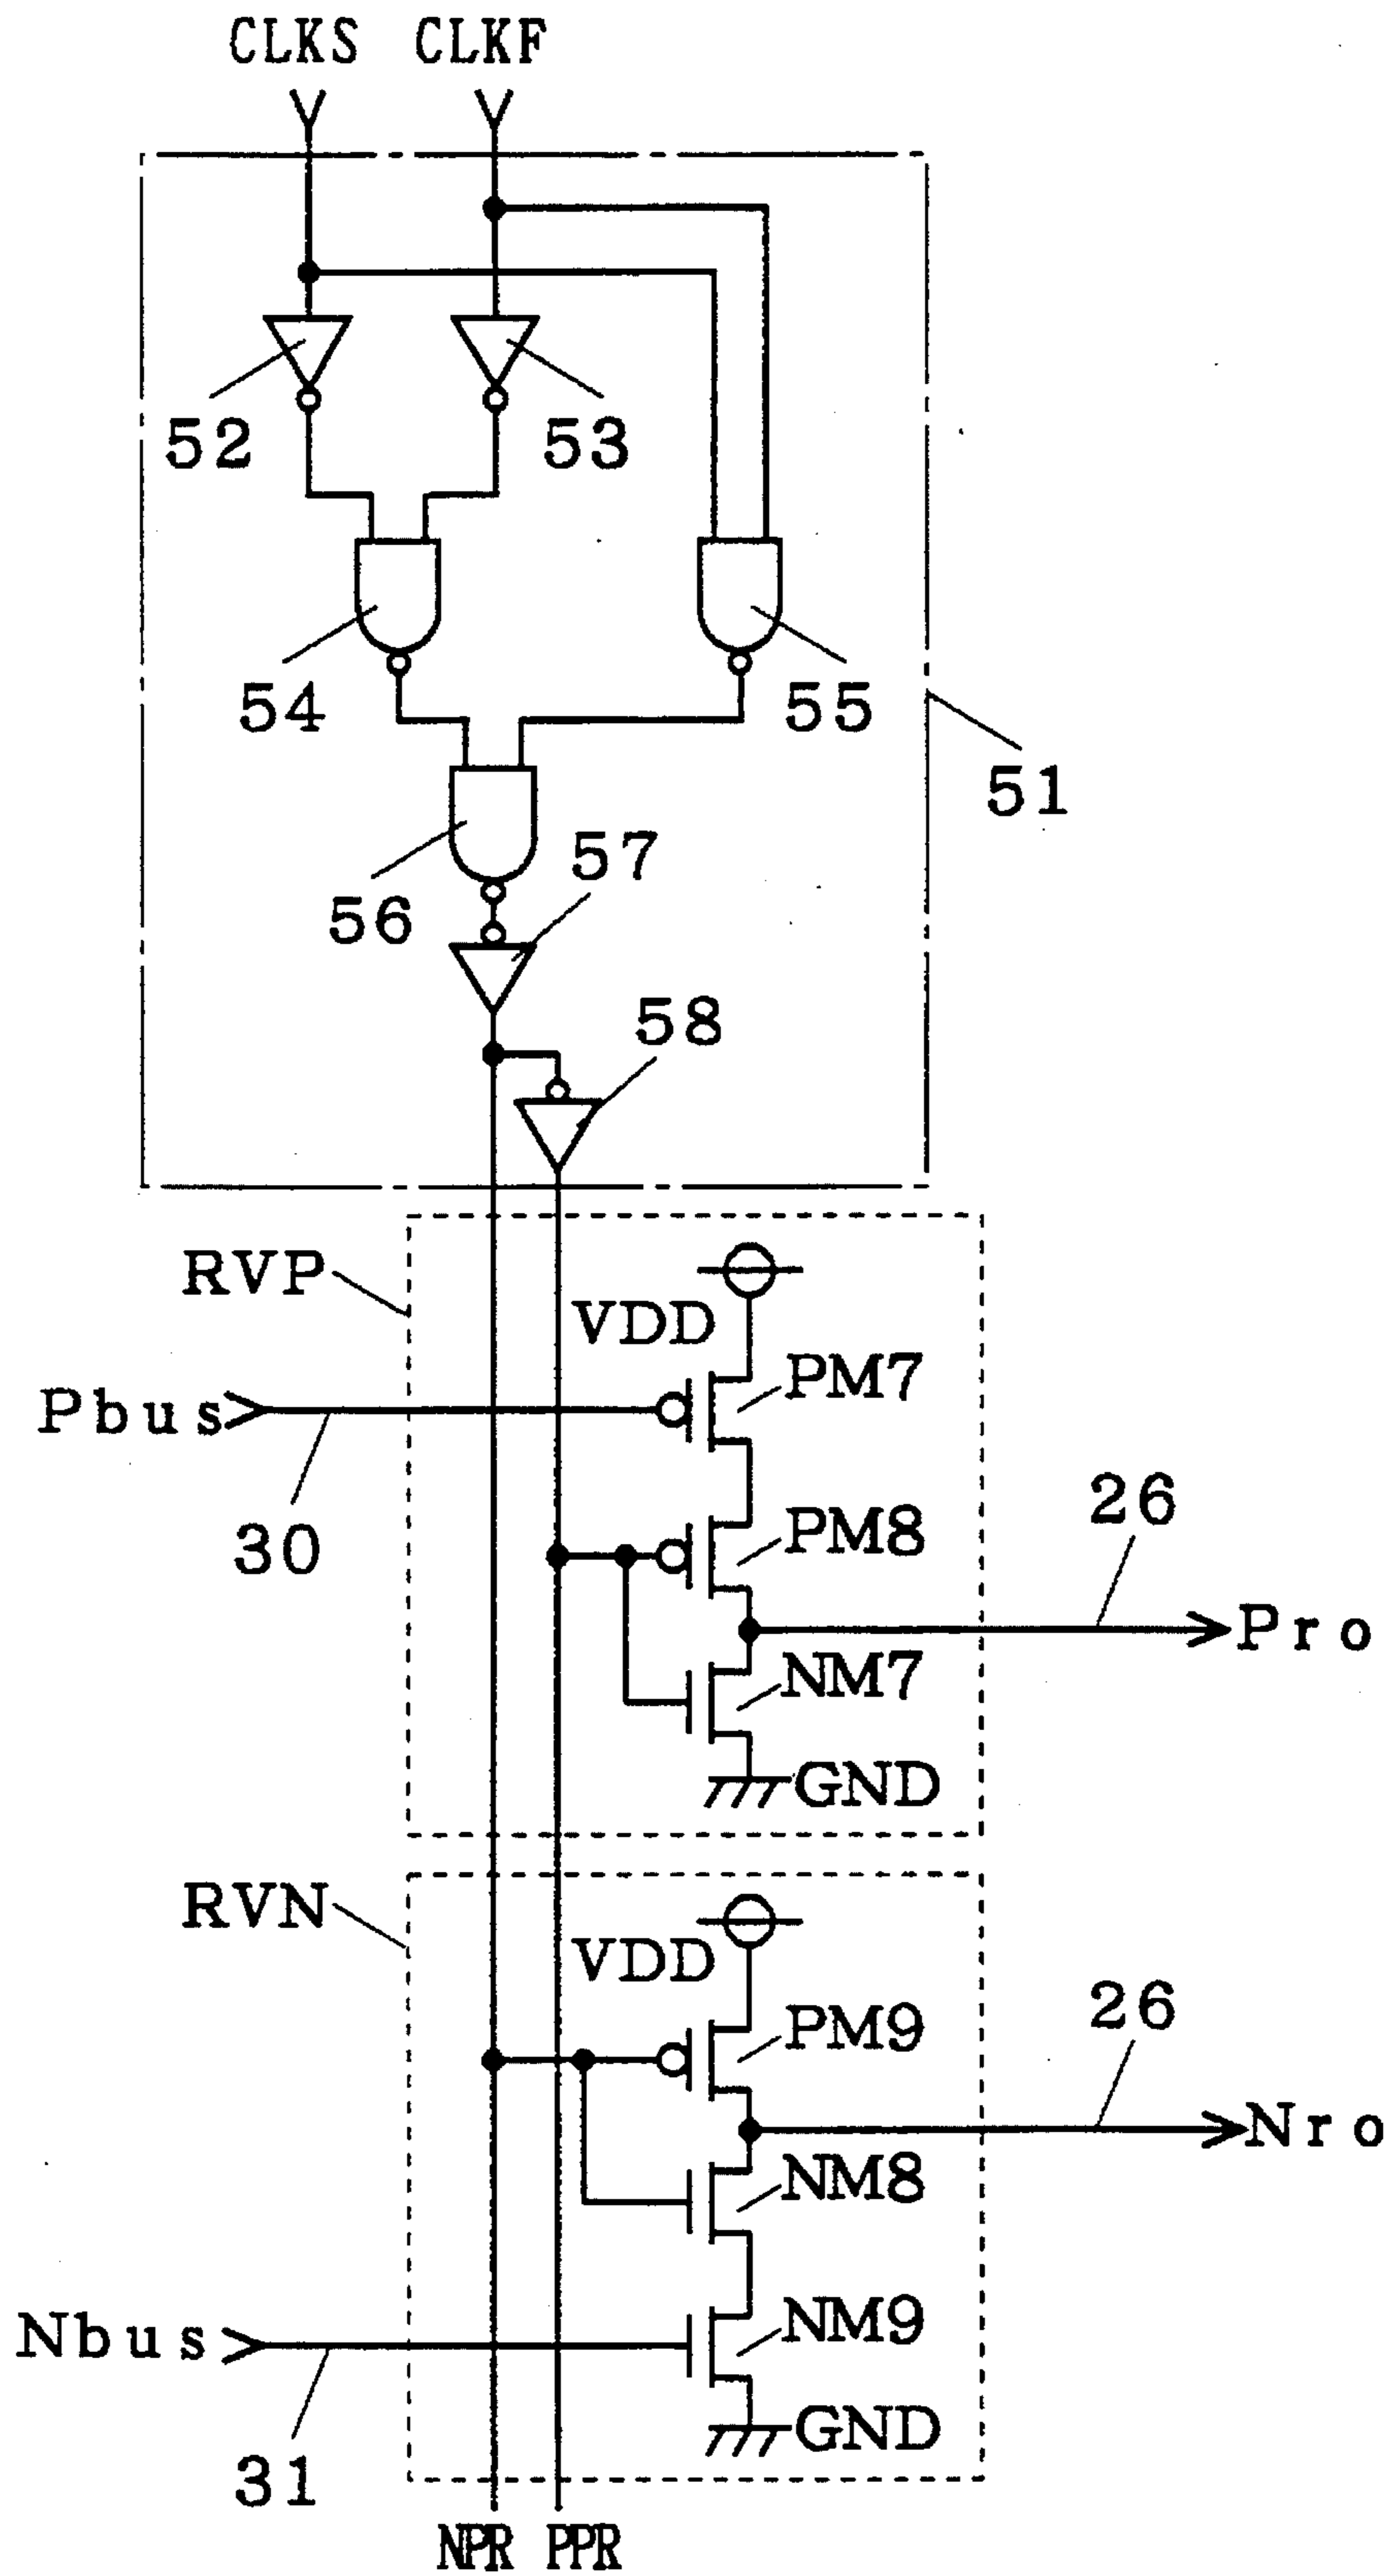 CLKS CLKF
52
53
54
55
51
56
57
58
RVP
VDD
PM7
Pbus
30
PM8
26
Pro
NM7
GND
RVN
VDD
PM9
26
Nro
NM8
Nbus
NM9
31
GND
NPR PPR